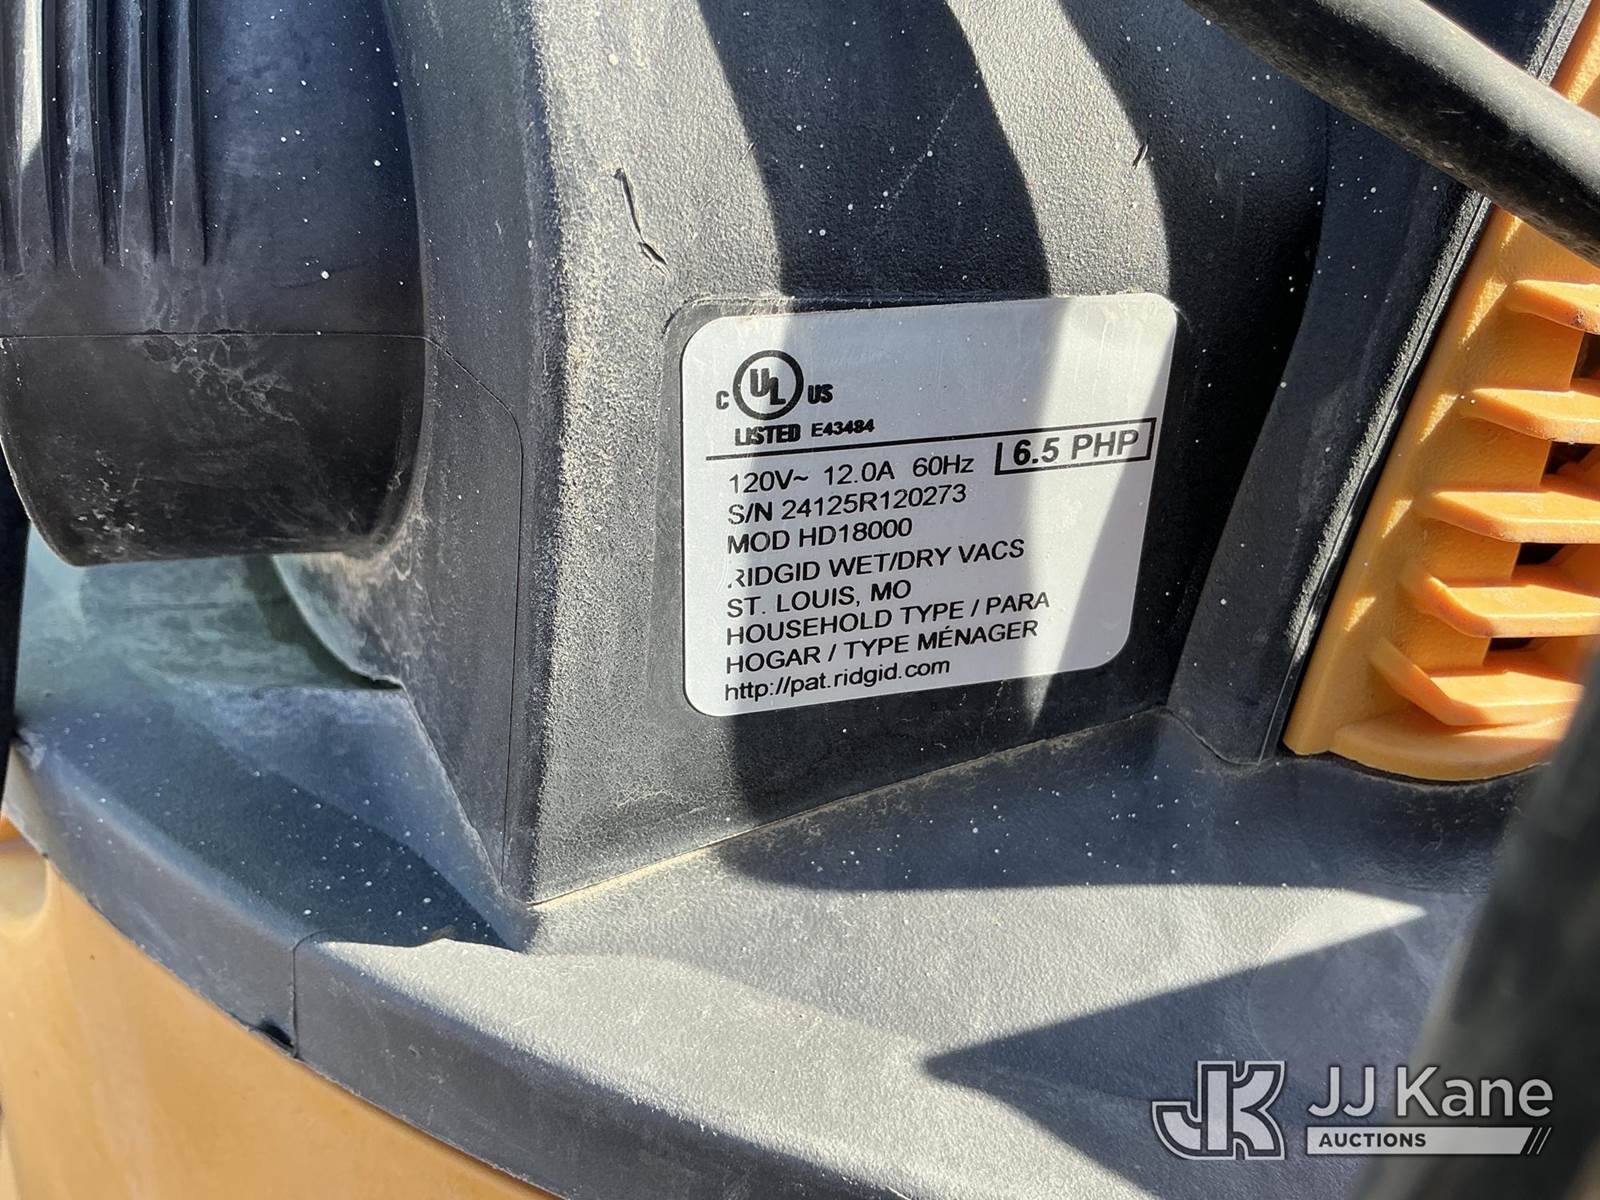 C UL US
LISTED E43484
120V~ 12.0A 60Hz 6.5 PHP
S/N 24125R120273
MOD HD18000
RIDGID WET/DRY VACS
ST. LOUIS, MO
HOUSEHOLD TYPE / PARA
HOGAR / TYPE MÉNAGER
http://pat.ridgid.com
JK JJ Kane
AUCTIONS